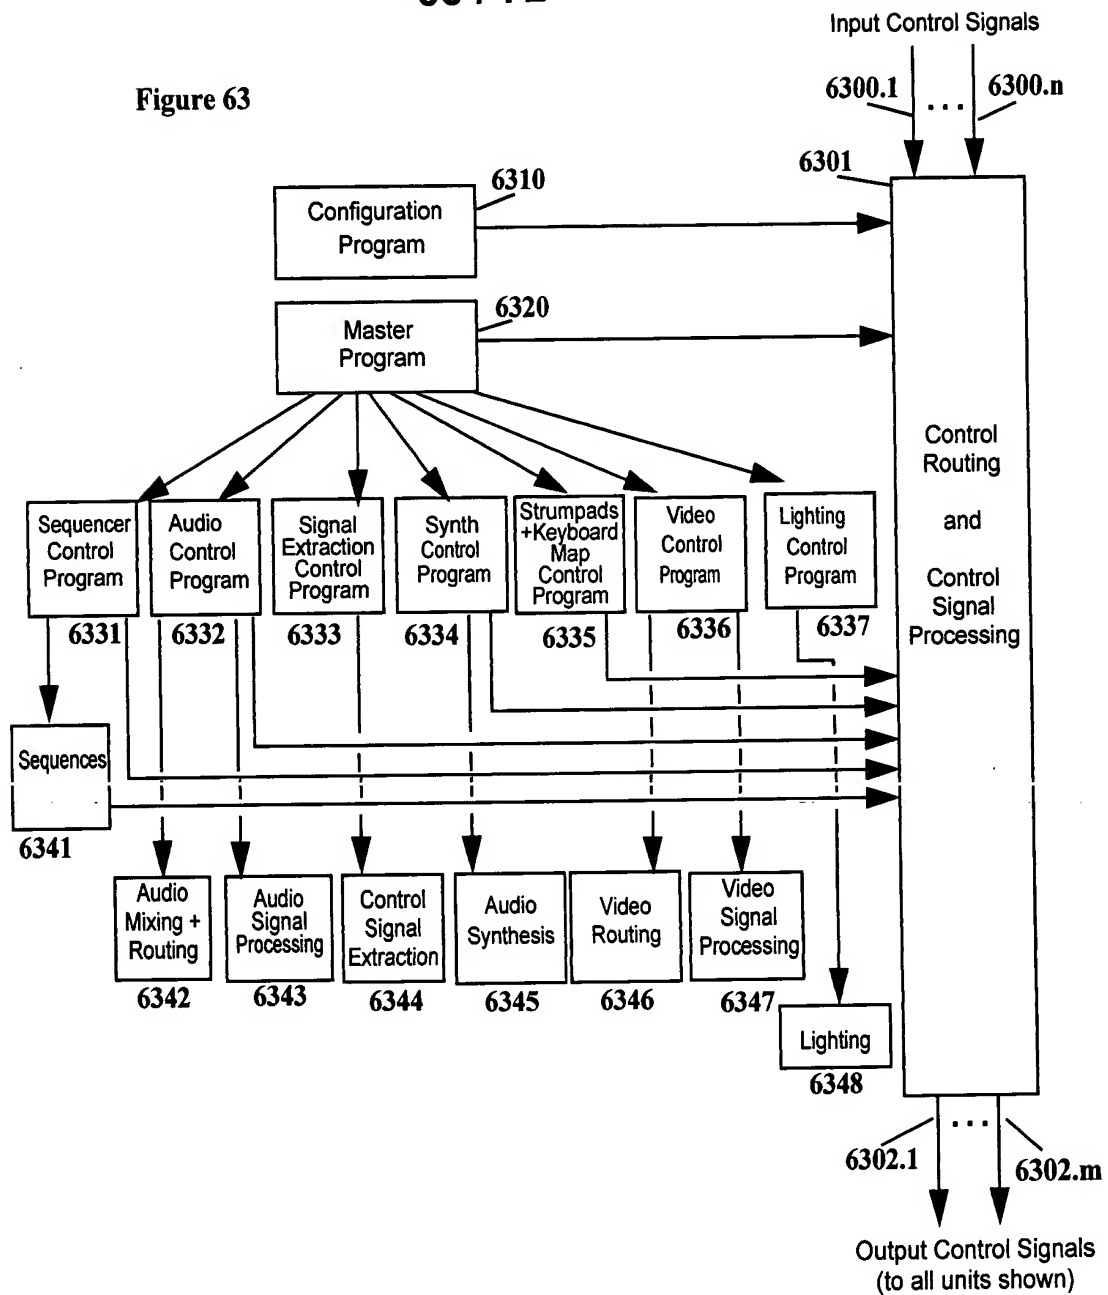 Input Control Signals
Figure 63
6300.1
...
6300.n
6301
6310
Configuration
Program
6320
Master
Program
Control
Routing
and
Control
Signal
Processing
Sequencer
Control
Program
Audio
Control
Program
Signal
Extraction
Control
Program
Synth
Control
Program
Strumpads
+Keyboard
Map
Control
Program
Video
Control
Program
Lighting
Control
Program
6331
6332
6333
6334
6335
6336
6337
Sequences
6341
Audio
Mixing +
Routing
Audio
Signal
Processing
Control
Signal
Extraction
Audio
Synthesis
Video
Routing
Video
Signal
Processing
6342
6343
6344
6345
6346
6347
Lighting
6348
6302.1
...
6302.m
Output Control Signals
(to all units shown)